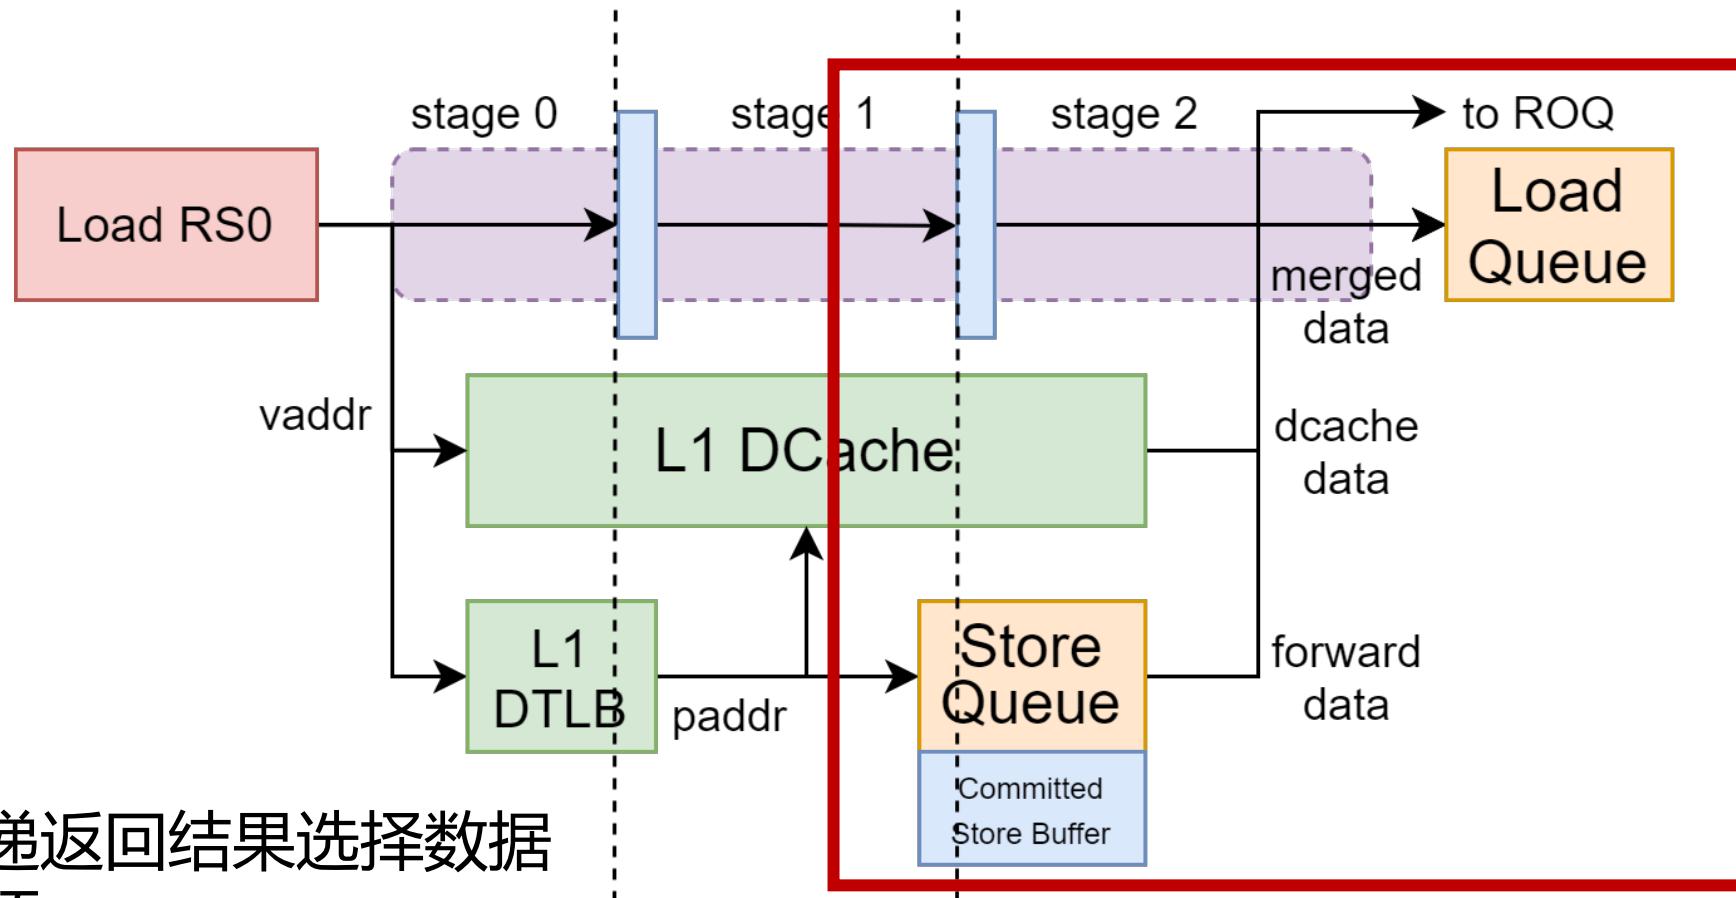 stage 0
stage 1
stage 2
to ROQ
Load RS0
Load
Queue
merged
data
vaddr
L1 DCache
dcache
data
L1
DTLB
paddr
Store
Queue
forward
data
Committed
Store Buffer
递返回结果选择数据